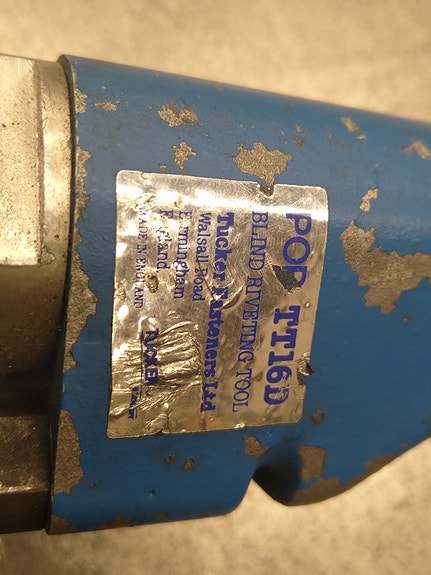 POP TT16D
BLIND RIVETING TOOL
Tucker Fasteners Ltd
Walsall Road
MADE IN ENGLAND
TUCKER